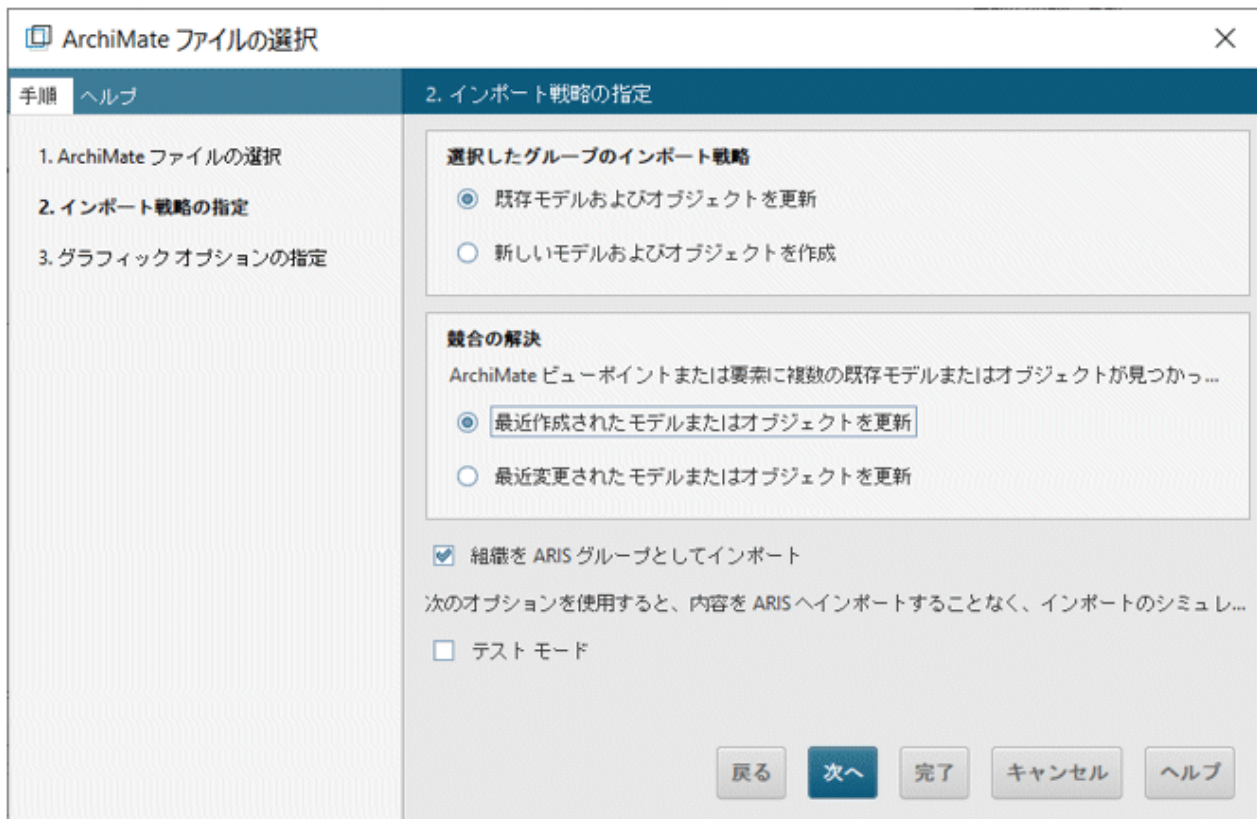 ArchiMate ファイルの選択
手順 ヘルプ
1. ArchiMate ファイルの選択
2. インポート戦略の指定
3. グラフィック オプションの指定
2. インポート戦略の指定
選択したグループのインポート戦略
既存モデルおよびオブジェクトを更新
新しいモデルおよびオブジェクトを作成
競合の解決
ArchiMate ビューポイントまたは要素に複数の既存モデルまたはオブジェクトが見つかっ...
最近作成されたモデルまたはオブジェクトを更新
最近変更されたモデルまたはオブジェクトを更新
組織を ARIS グループとしてインポート
次のオプションを使用すると、内容を ARIS へインポートすることなく、インポートのシミュレ...
テスト モード
戻る 次へ 完了 キャンセル ヘルプ